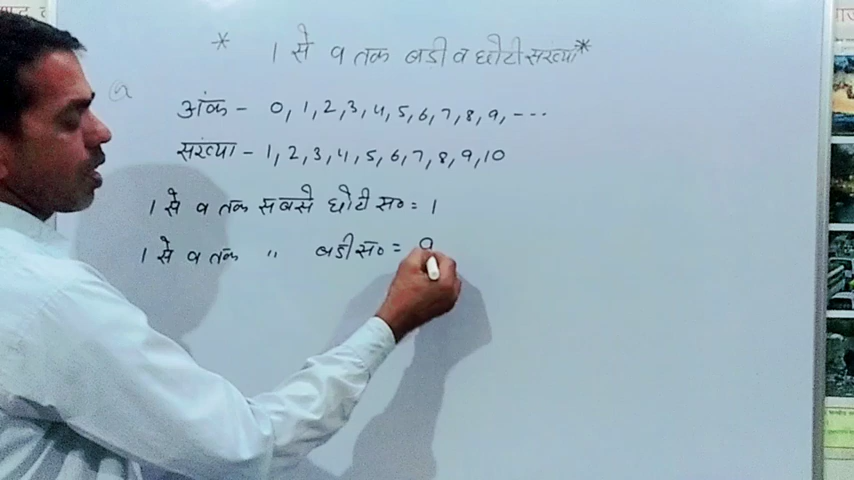 * 1 से 9 तक बडी व छोटी संख्या *
अंक - 0, 1, 2, 3, 4, 5, 6, 7, 8, 9, ---
संख्या - 1, 2, 3, 4, 5, 6, 7, 8, 9, 10
1 से 9 तक सबसे छोटी स० = 1
1 से 9 तक " बडी स० = 9